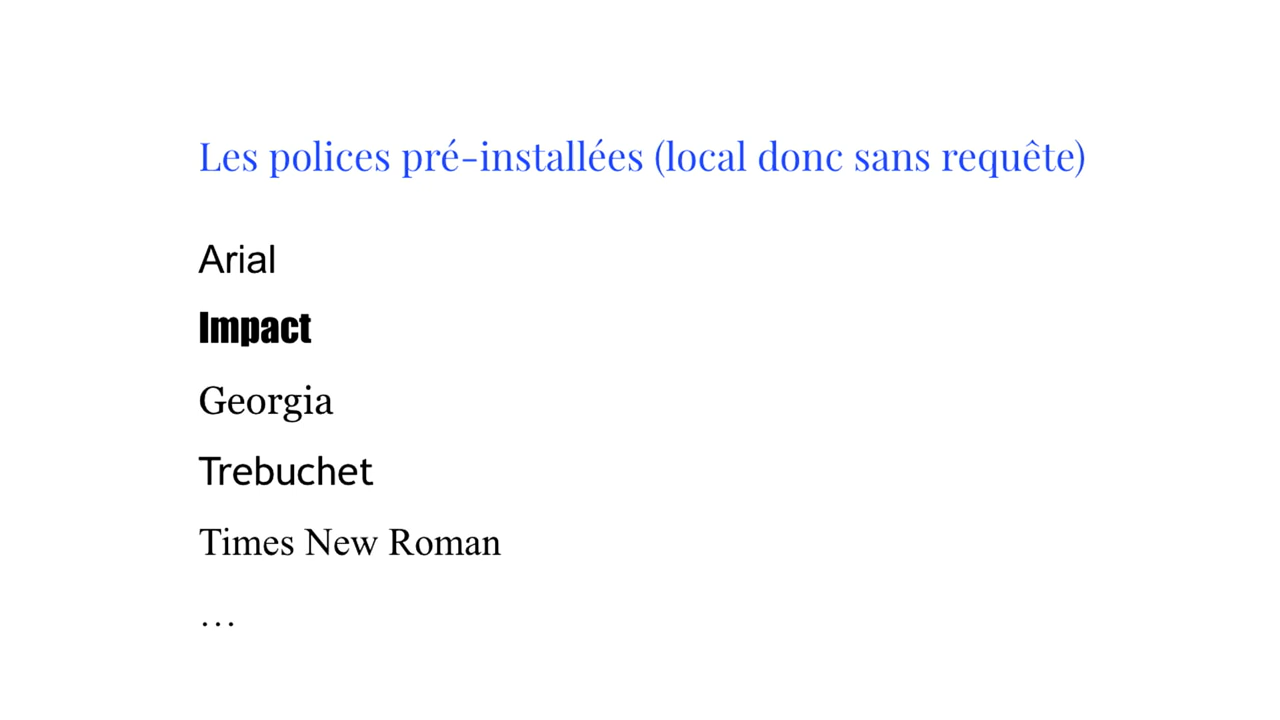 Les polices pré-installées (local donc sans requête)
Arial
Impact
Georgia
Trebuchet
Times New Roman
…